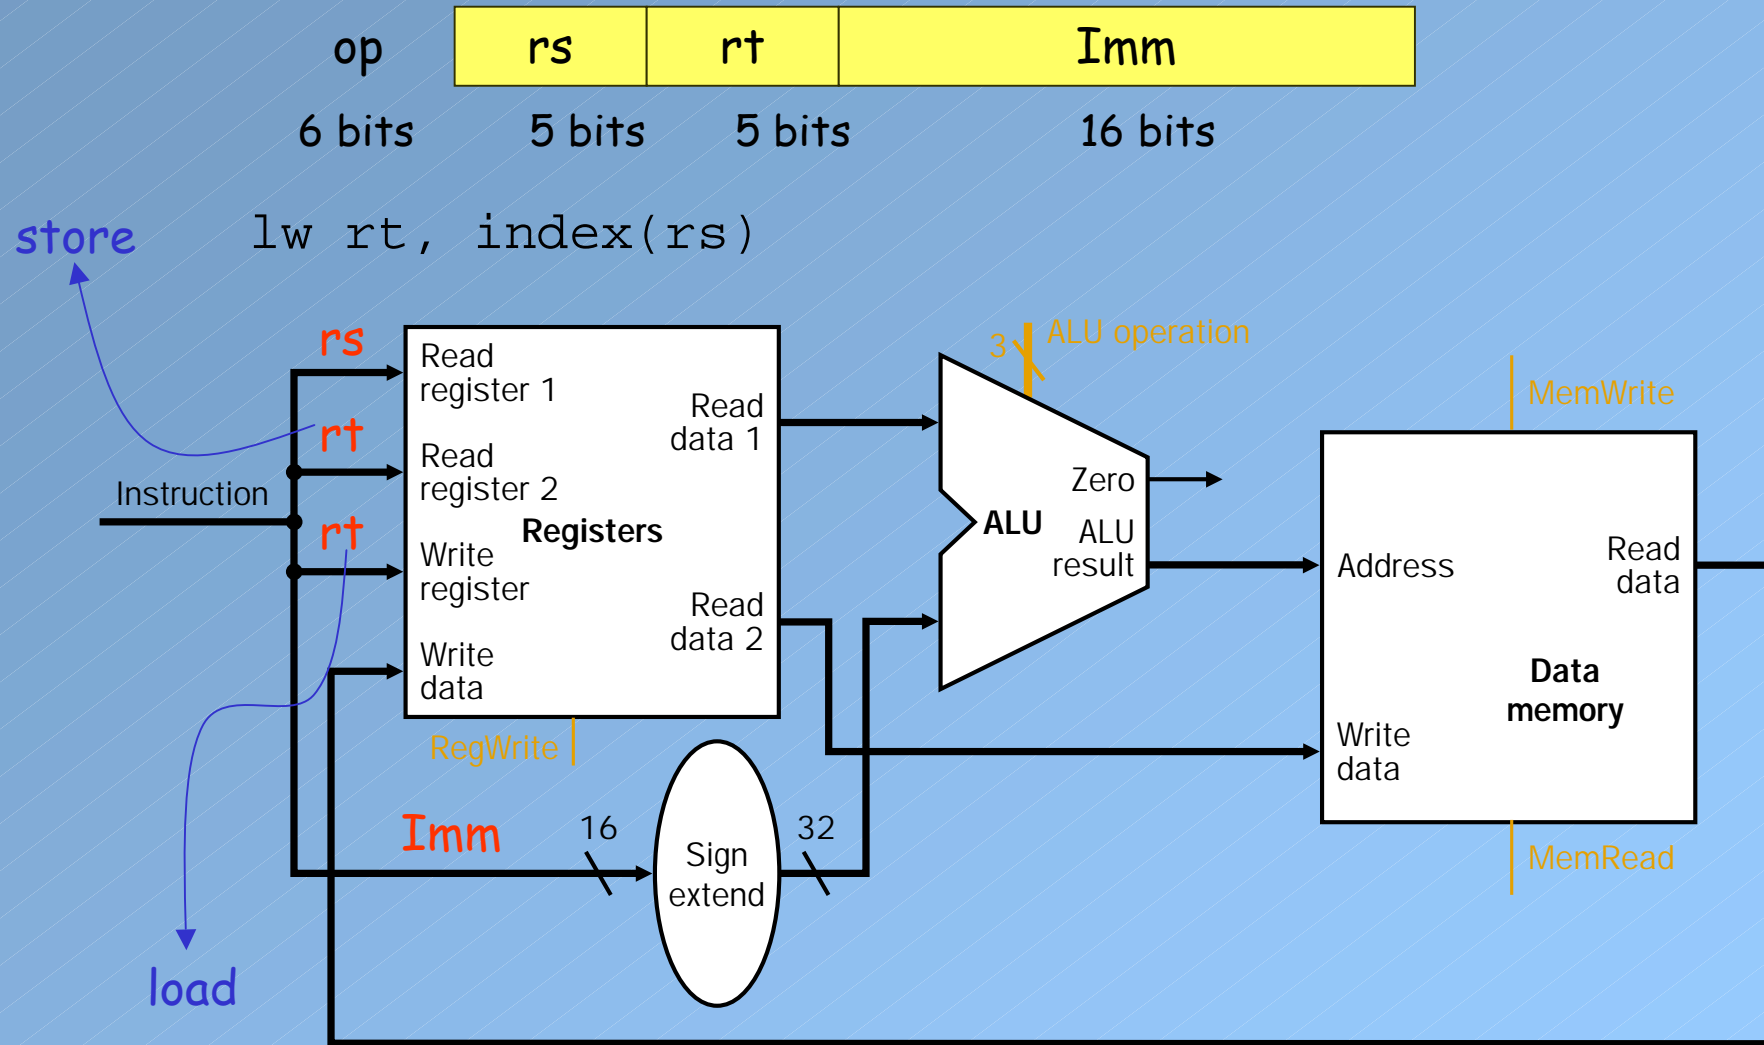 op rs rt Imm
6 bits 5 bits 5 bits 16 bits
store
lw rt, index(rs)
rs
Read
register 1
rt
Read
register 2
Instruction
rt
Write
register
Write
data
Registers
Read
data 1
Read
data 2
RegWrite
3
ALU operation
Zero
ALU
ALU
result
MemWrite
Address
Read
data
Data
memory
Write
data
MemRead
Imm
16
Sign
extend
32
load